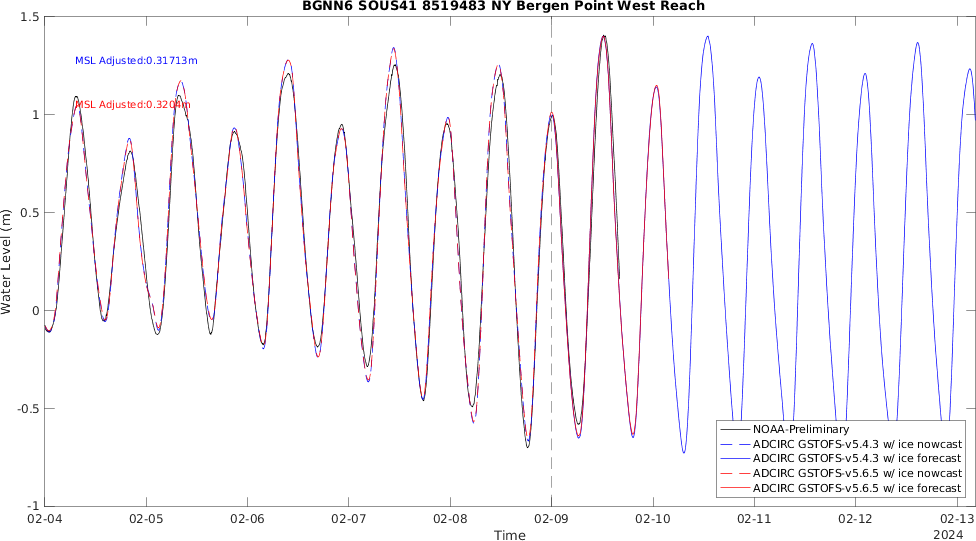 BGNN6 SOUS41 8519483 NY Bergen Point West Reach
1.5
MSL Adjusted:0.31713m
MSL Adjusted:0.3204m
1
0.5
0
-0.5
-1
Water Level (m)
NOAA-Preliminary
ADCIRC GSTOFS-v5.4.3 w/ ice nowcast
ADCIRC GSTOFS-v5.4.3 w/ ice forecast
ADCIRC GSTOFS-v5.6.5 w/ ice nowcast
ADCIRC GSTOFS-v5.6.5 w/ ice forecast
02-04 02-05 02-06 02-07 02-08 02-09 02-10 02-11 02-12 02-13
Time
2024